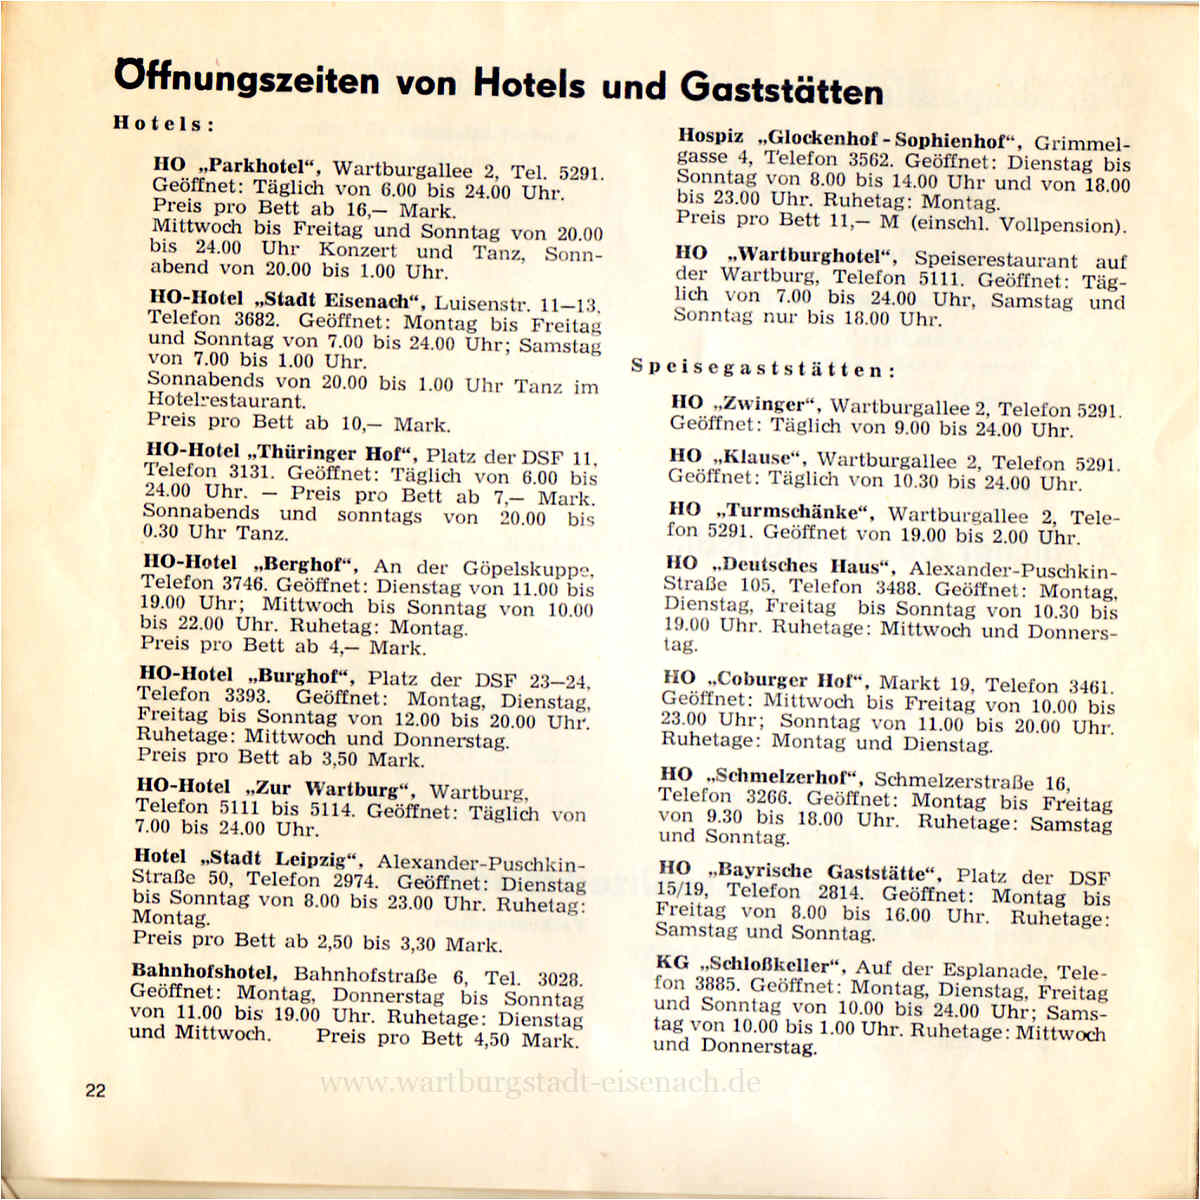 Öffnungszeiten von Hotels und Gaststätten
Hotels:
HO „Parkhotel“, Wartburgallee 2, Tel. 5291.
Geöffnet: Täglich von 6.00 bis 24.00 Uhr.
Preis pro Bett ab 16,— Mark.
Mittwoch bis Freitag und Sonntag von 20.00
bis 24.00 Uhr Konzert und Tanz, Sonn-
abend von 20.00 bis 1.00 Uhr.
HO-Hotel „Stadt Eisenach“, Luisenstr. 11—13,
Telefon 3682. Geöffnet: Montag bis Freitag
und Sonntag von 7.00 bis 24.00 Uhr; Samstag
von 7.00 bis 1.00 Uhr.
Sonnabends von 20.00 bis 1.00 Uhr Tanz im
Hotelrestaurant.
Preis pro Bett ab 10,— Mark.
HO-Hotel „Thüringer Hof“, Platz der DSF 11,
Telefon 3131. Geöffnet: Täglich von 6.00 bis
24.00 Uhr. — Preis pro Bett ab 7,— Mark.
Sonnabends und sonntags von 20.00 bis
0.30 Uhr Tanz.
HO-Hotel „Berghof“, An der Göpelskuppe,
Telefon 3746. Geöffnet: Dienstag von 11.00 bis
19.00 Uhr; Mittwoch bis Sonntag von 10.00
bis 22.00 Uhr. Ruhetag: Montag.
Preis pro Bett ab 4,— Mark.
HO-Hotel „Burghof“, Platz der DSF 23—24,
Telefon 3393. Geöffnet: Montag, Dienstag,
Freitag bis Sonntag von 12.00 bis 20.00 Uhr.
Ruhetage: Mittwoch und Donnerstag.
Preis pro Bett ab 3,50 Mark.
HO-Hotel „Zur Wartburg“, Wartburg,
Telefon 5111 bis 5114. Geöffnet: Täglich von
7.00 bis 24.00 Uhr.
Hotel „Stadt Leipzig“, Alexander-Puschkin-
Straße 50, Telefon 2974. Geöffnet: Dienstag
bis Sonntag von 8.00 bis 23.00 Uhr. Ruhetag:
Montag.
Preis pro Bett ab 2,50 bis 3,30 Mark.
Bahnhofshotel, Bahnhofstraße 6, Tel. 3028.
Geöffnet: Montag, Donnerstag bis Sonntag
von 11.00 bis 19.00 Uhr. Ruhetage: Dienstag
und Mittwoch. Preis pro Bett 4,50 Mark.
Hospiz „Glockenhof-Sophienhof“, Grimmel-
gasse 4, Telefon 3562. Geöffnet: Dienstag bis
Sonntag von 8.00 bis 14.00 Uhr und von 18.00
bis 23.00 Uhr. Ruhetag: Montag.
Preis pro Bett 11,— M (einschl. Vollpension).
HO „Wartburghotel“, Speiserestaurant auf
der Wartburg, Telefon 5111. Geöffnet: Täg-
lich von 7.00 bis 24.00 Uhr, Samstag und
Sonntag nur bis 18.00 Uhr.
Speisegaststätten:
HO „Zwinger“, Wartburgallee 2, Telefon 5291.
Geöffnet: Täglich von 9.00 bis 24.00 Uhr.
HO „Klause“, Wartburgallee 2, Telefon 5291.
Geöffnet: Täglich von 10.30 bis 24.00 Uhr.
HO „Turmschänke“, Wartburgallee 2, Tele-
fon 5291. Geöffnet von 19.00 bis 2.00 Uhr.
HO „Deutsches Haus“, Alexander-Puschkin-
Straße 105, Telefon 3488. Geöffnet: Montag,
Dienstag, Freitag bis Sonntag von 10.30 bis
19.00 Uhr. Ruhetage: Mittwoch und Donners-
tag.
HO „Coburger Hof“, Markt 19, Telefon 3461.
Geöffnet: Mittwoch bis Freitag von 10.00 bis
23.00 Uhr; Sonntag von 11.00 bis 20.00 Uhr.
Ruhetage: Montag und Dienstag.
HO „Schmelzerhof“, Schmelzerstraße 16,
Telefon 3266. Geöffnet: Montag bis Freitag
von 9.30 bis 18.00 Uhr. Ruhetage: Samstag
und Sonntag.
HO „Bayrische Gaststätte“, Platz der DSF
15/19, Telefon 2814. Geöffnet: Montag bis
Freitag von 8.00 bis 16.00 Uhr. Ruhetage:
Samstag und Sonntag.
KG „Schloßkeller“, Auf der Esplanade, Tele-
fon 3885. Geöffnet: Montag, Dienstag, Freitag
und Sonntag von 10.00 bis 24.00 Uhr; Sams-
tag von 10.00 bis 1.00 Uhr. Ruhetage: Mittwoch
und Donnerstag.
www.wartburgstadt-eisenach.de
22